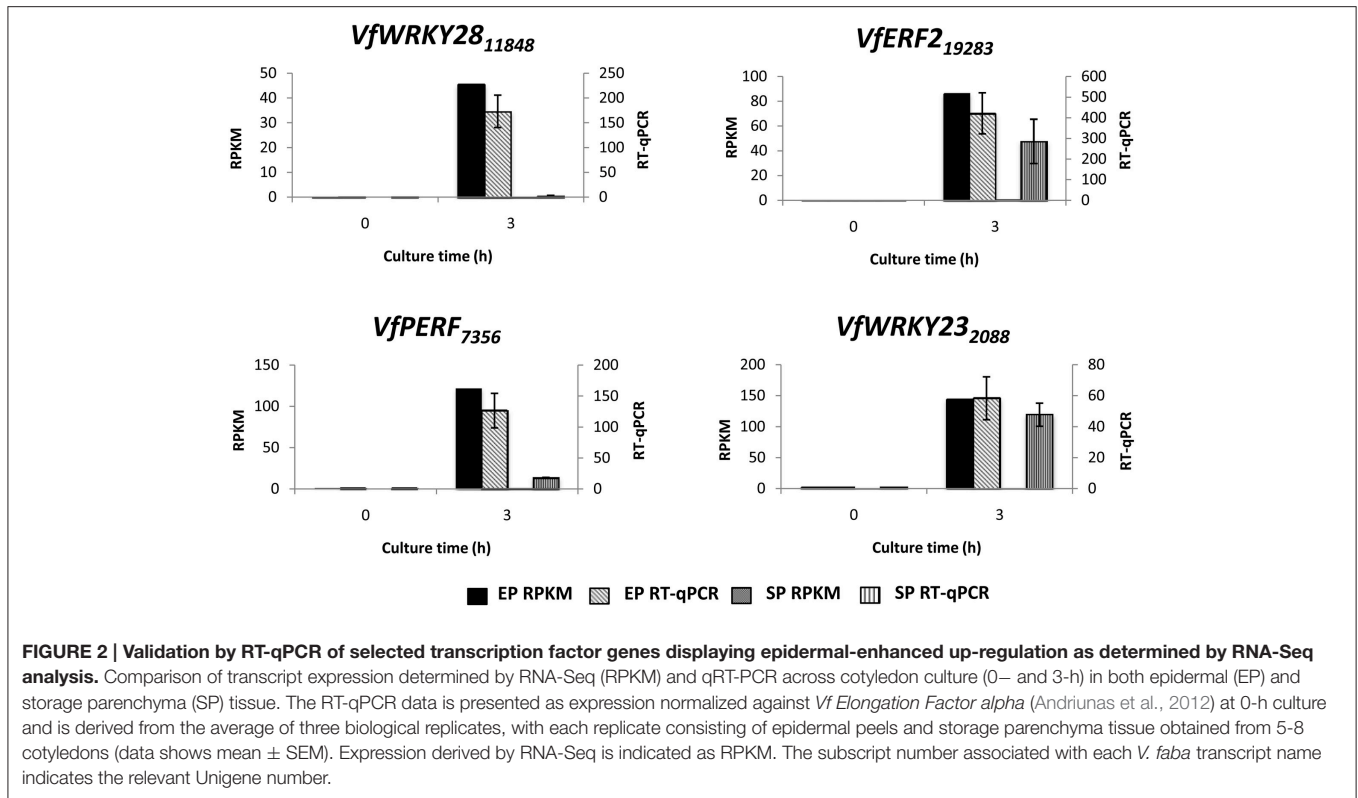 VfWRKY28 11848
50
40
30
20
10
0
RPKM
250
200
150
100
50
0
RT-qPCR
0 3
Culture time (h)
VfERF2 19283
100
80
60
40
20
0
RPKM
600
500
400
300
200
100
0
RT-qPCR
0 3
Culture time (h)
VfPERF 7356
150
100
50
0
RPKM
200
150
100
50
0
RT-qPCR
0 3
Culture time (h)
VfWRKY23 2088
200
150
100
50
0
RPKM
80
60
40
20
0
RT-qPCR
0 3
Culture time (h)
EP RPKM EP RT-qPCR SP RPKM SP RT-qPCR
FIGURE 2 | Validation by RT-qPCR of selected transcription factor genes displaying epidermal-enhanced up-regulation as determined by RNA-Seq
analysis. Comparison of transcript expression determined by RNA-Seq (RPKM) and qRT-PCR across cotyledon culture (0− and 3-h) in both epidermal (EP) and
storage parenchyma (SP) tissue. The RT-qPCR data is presented as expression normalized against Vf Elongation Factor alpha (Andriunas et al., 2012) at 0-h culture
and is derived from the average of three biological replicates, with each replicate consisting of epidermal peels and storage parenchyma tissue obtained from 5-8
cotyledons (data shows mean ± SEM). Expression derived by RNA-Seq is indicated as RPKM. The subscript number associated with each V. faba transcript name
indicates the relevant Unigene number.